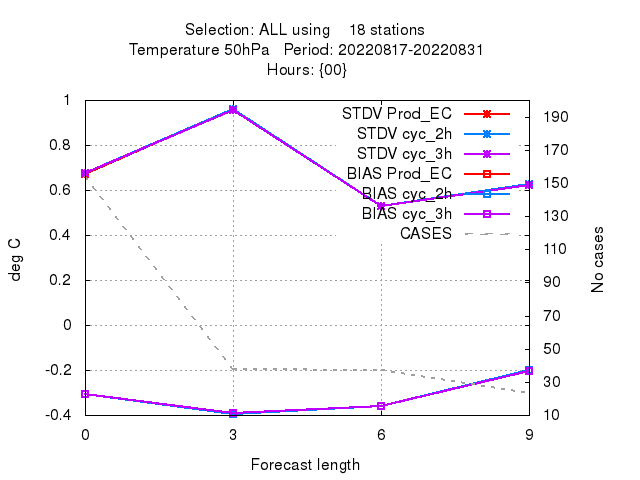 Selection: ALL using 18 stations
Temperature 50hPa Period: 20220817-20220831
Hours: {00}
1
0.8
0.6
0.4
0.2
0
-0.2
-0.4
deg C
STDV Prod_EC
STDV cyc_2h
STDV cyc_3h
BIAS Prod_EC
BIAS cyc_2h
BIAS cyc_3h
CASES
190
170
150
130
110
90
70
50
30
10
No cases
0 3 6 9
Forecast length